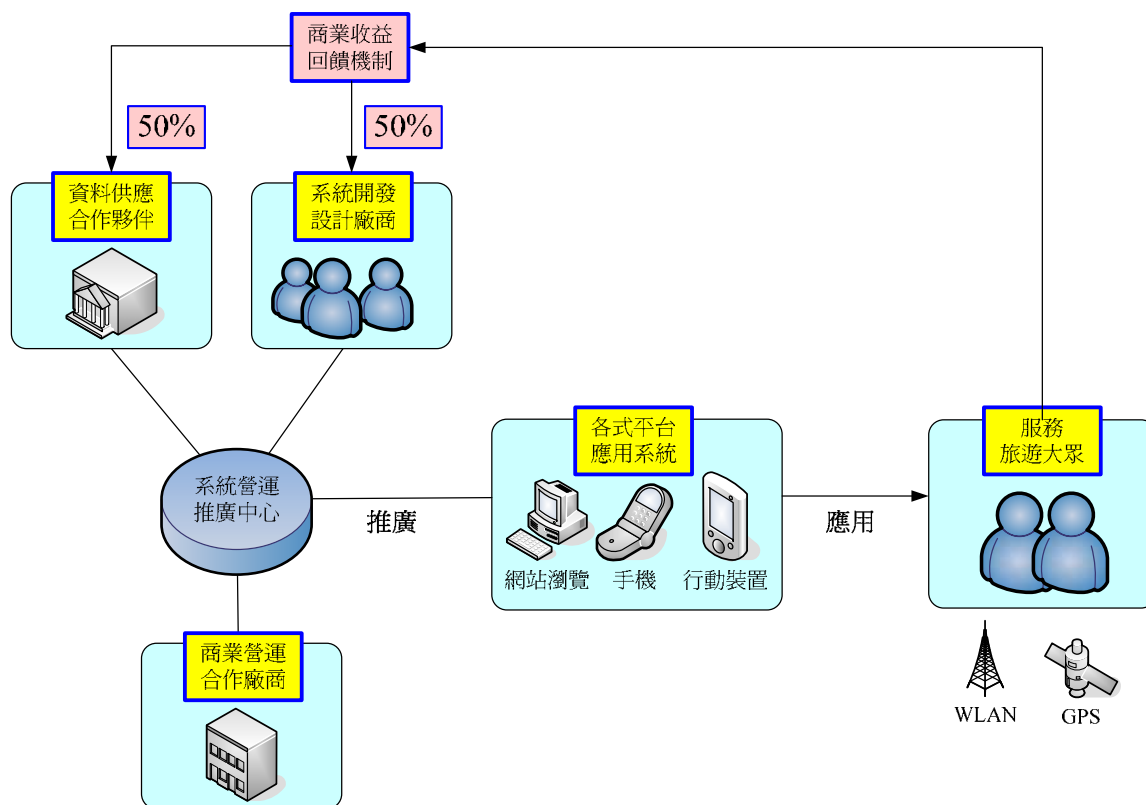 商業收益
回饋機制
50%
50%
資料供應
合作夥伴
系統開發
設計廠商
各式平台
應用系統
服務
旅遊大眾
系統營運
推廣中心
推廣
應用
網站瀏覽
手機
行動裝置
商業營運
合作廠商
WLAN
GPS